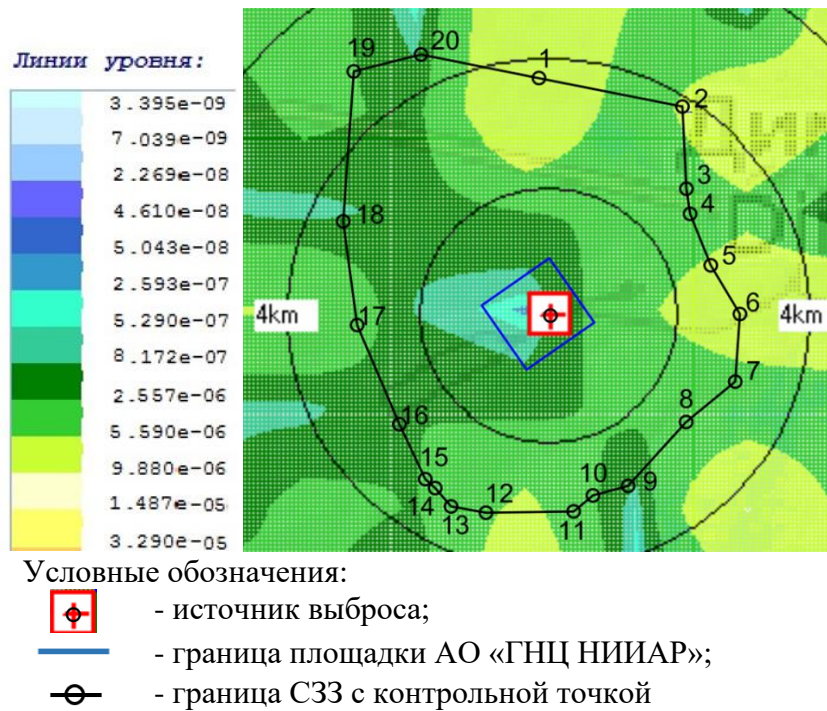 Линии уровня:
3.395e-09
7.039e-09
2.269e-08
4.610e-08
5.043e-08
2.593e-07
5.290e-07
8.172e-07
2.557e-06
5.590e-06
9.880e-06
1.487e-05
3.290e-05
19
20
1
2
3
4
18
5
4km
17
6
4km
7
16
8
15
14
13
12
11
10
9
Условные обозначения:
- источник выброса;
- граница площадки АО «ГНЦ НИИАР»;
- граница СЗЗ с контрольной точкой